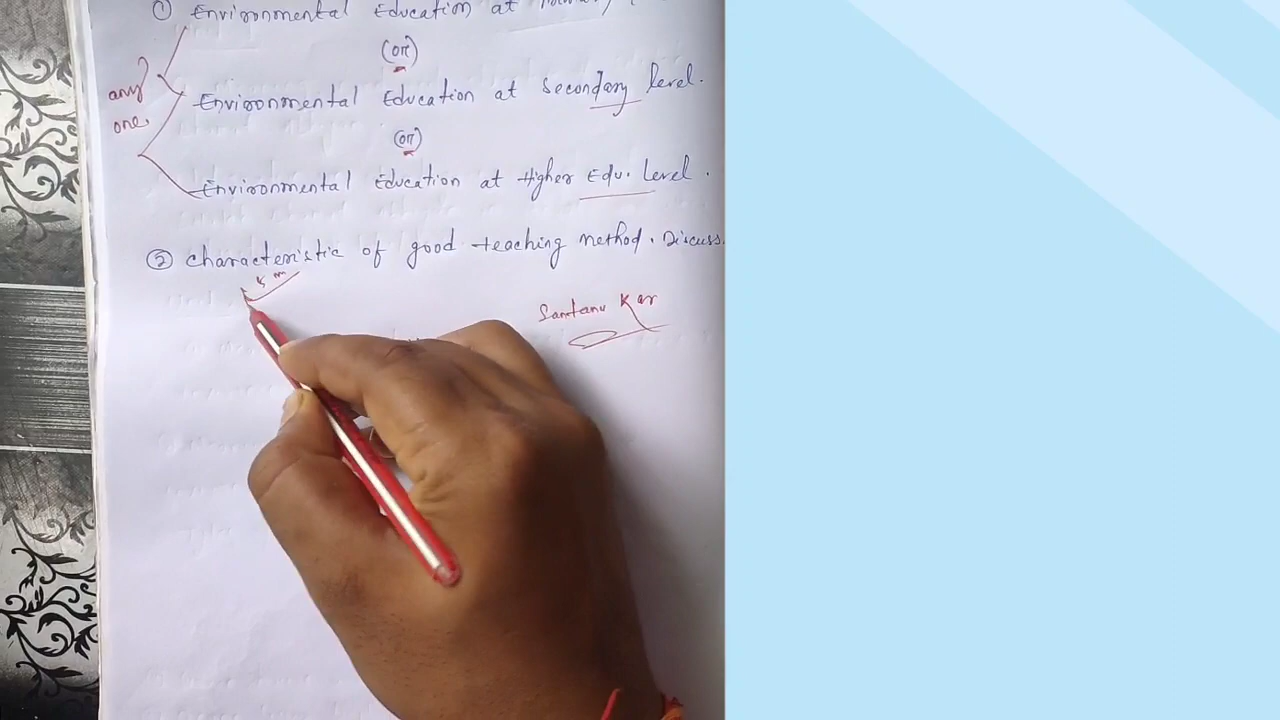 ① Environmental Education at
(or)
any Environmental Education at Secondary level.
one.
(or)
Environmental Education at Higher Edu. Level.
② characteristic of good teaching method. Discuss.
Santanu Kar